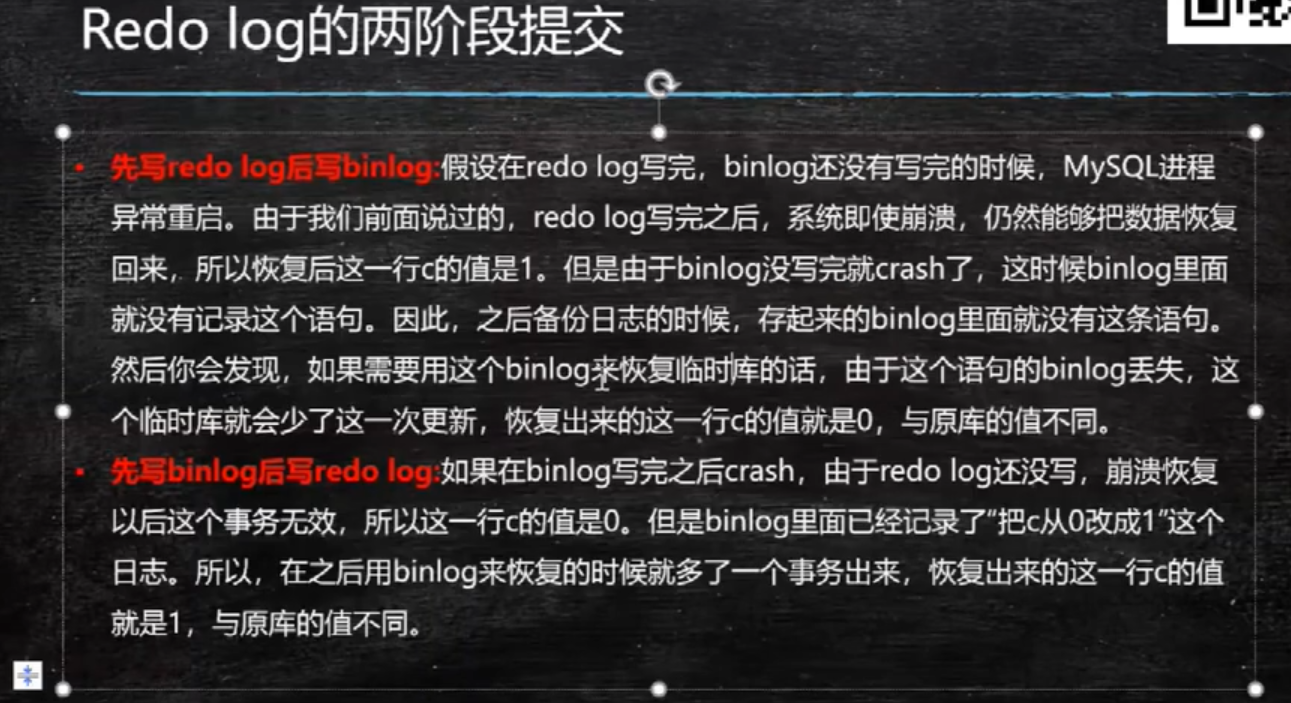 Redo log的两阶段提交
先写redo log后写binlog:假设在redo log写完，binlog还没有写完的时候，MySQL进程
异常重启。由于我们前面说过的，redo log写完之后，系统即使崩溃，仍然能够把数据恢复
回来，所以恢复后这一行c的值是1。但是由于binlog没写完就crash了，这时候binlog里面
就没有记录这个语句。因此，之后备份日志的时候，存起来的binlog里面就没有这条语句。
然后你会发现，如果需要用这个binlog来恢复临时库的话，由于这个语句的binlog丢失，这
个临时库就会少了这一次更新，恢复出来的这一行c的值就是0，与原库的值不同。
先写binlog后写redo log:如果在binlog写完之后crash，由于redo log还没写，崩溃恢复
以后这个事务无效，所以这一行c的值是0。但是binlog里面已经记录了“把c从0改成1”这个
日志。所以，在之后用binlog来恢复的时候就多了一个事务出来，恢复出来的这一行c的值
就是1，与原库的值不同。